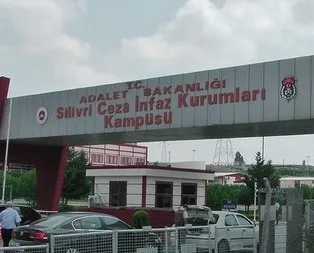 T.C.
ADALET BAKANLIĞI
Silivri Ceza İnfaz Kurumları
Kampüsü